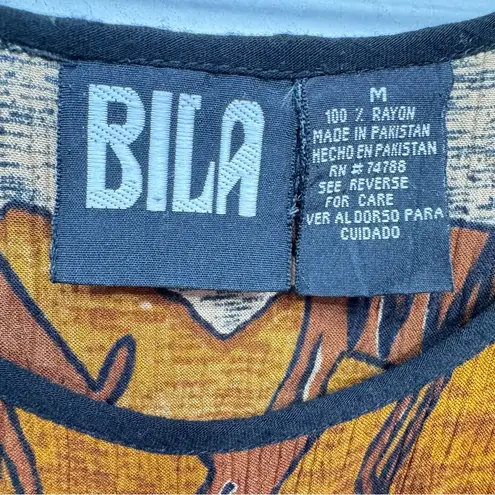 BILA
M
100 % RAYON
MADE IN PAKISTAN
HECHO EN PAKISTAN
RN # 74788
SEE REVERSE
FOR CARE
VER AL DORSO PARA
CUIDADO